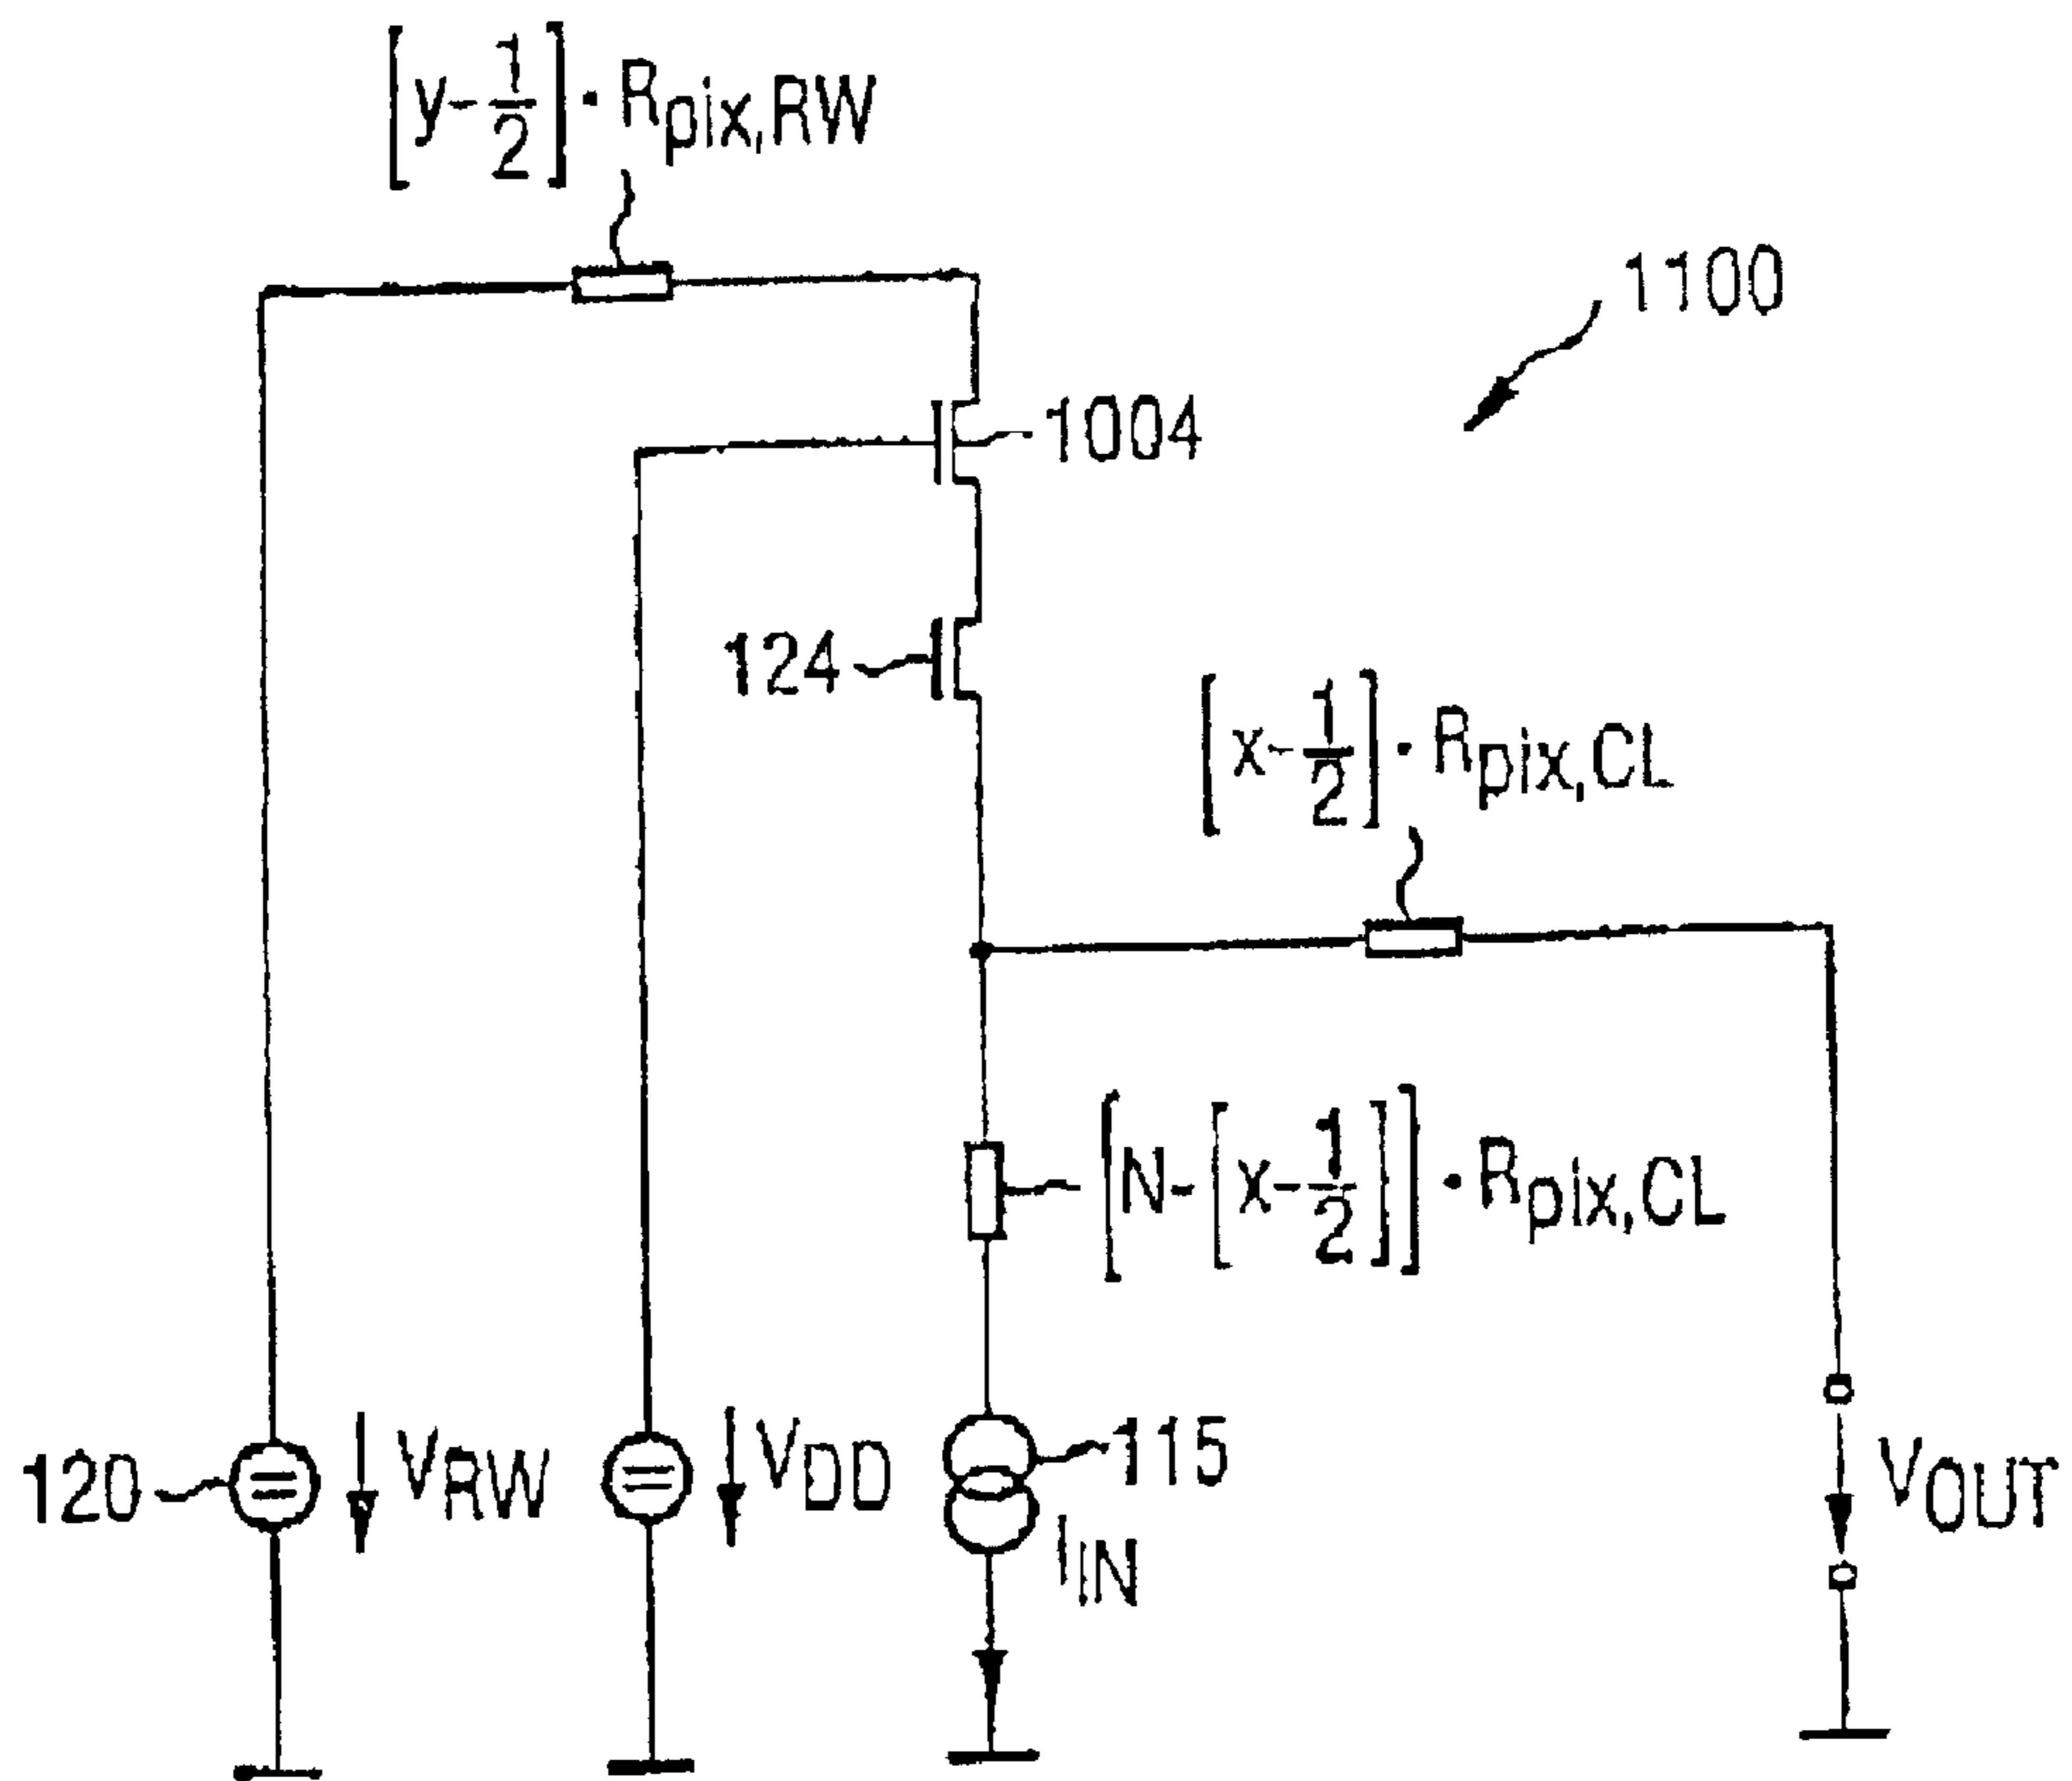 [y-1/2]·Rpix,RW
1100
1004
124
[x-1/2]·Rpix,CL
[N-[x-1/2]]·Rpix,CL
120
VRW
VDD
115
IIN
VOUT